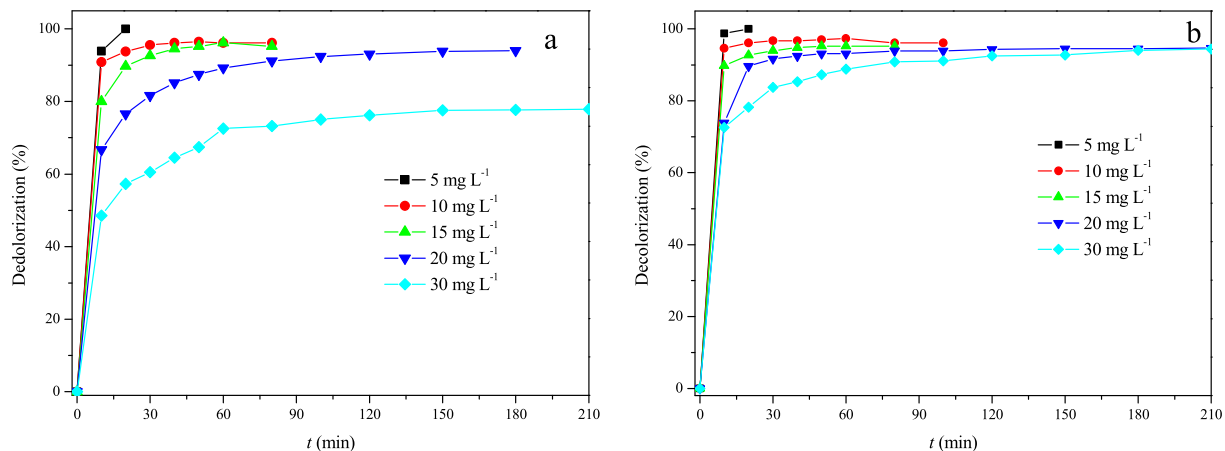 a
100
80
60
40
20
0
Dedolorization (%)
5 mg L⁻¹
10 mg L⁻¹
15 mg L⁻¹
20 mg L⁻¹
30 mg L⁻¹
0 30 60 90 120 150 180 210
t (min)
b
100
80
60
40
20
0
Decolorization (%)
5 mg L⁻¹
10 mg L⁻¹
15 mg L⁻¹
20 mg L⁻¹
30 mg L⁻¹
0 30 60 90 120 150 180 210
t (min)